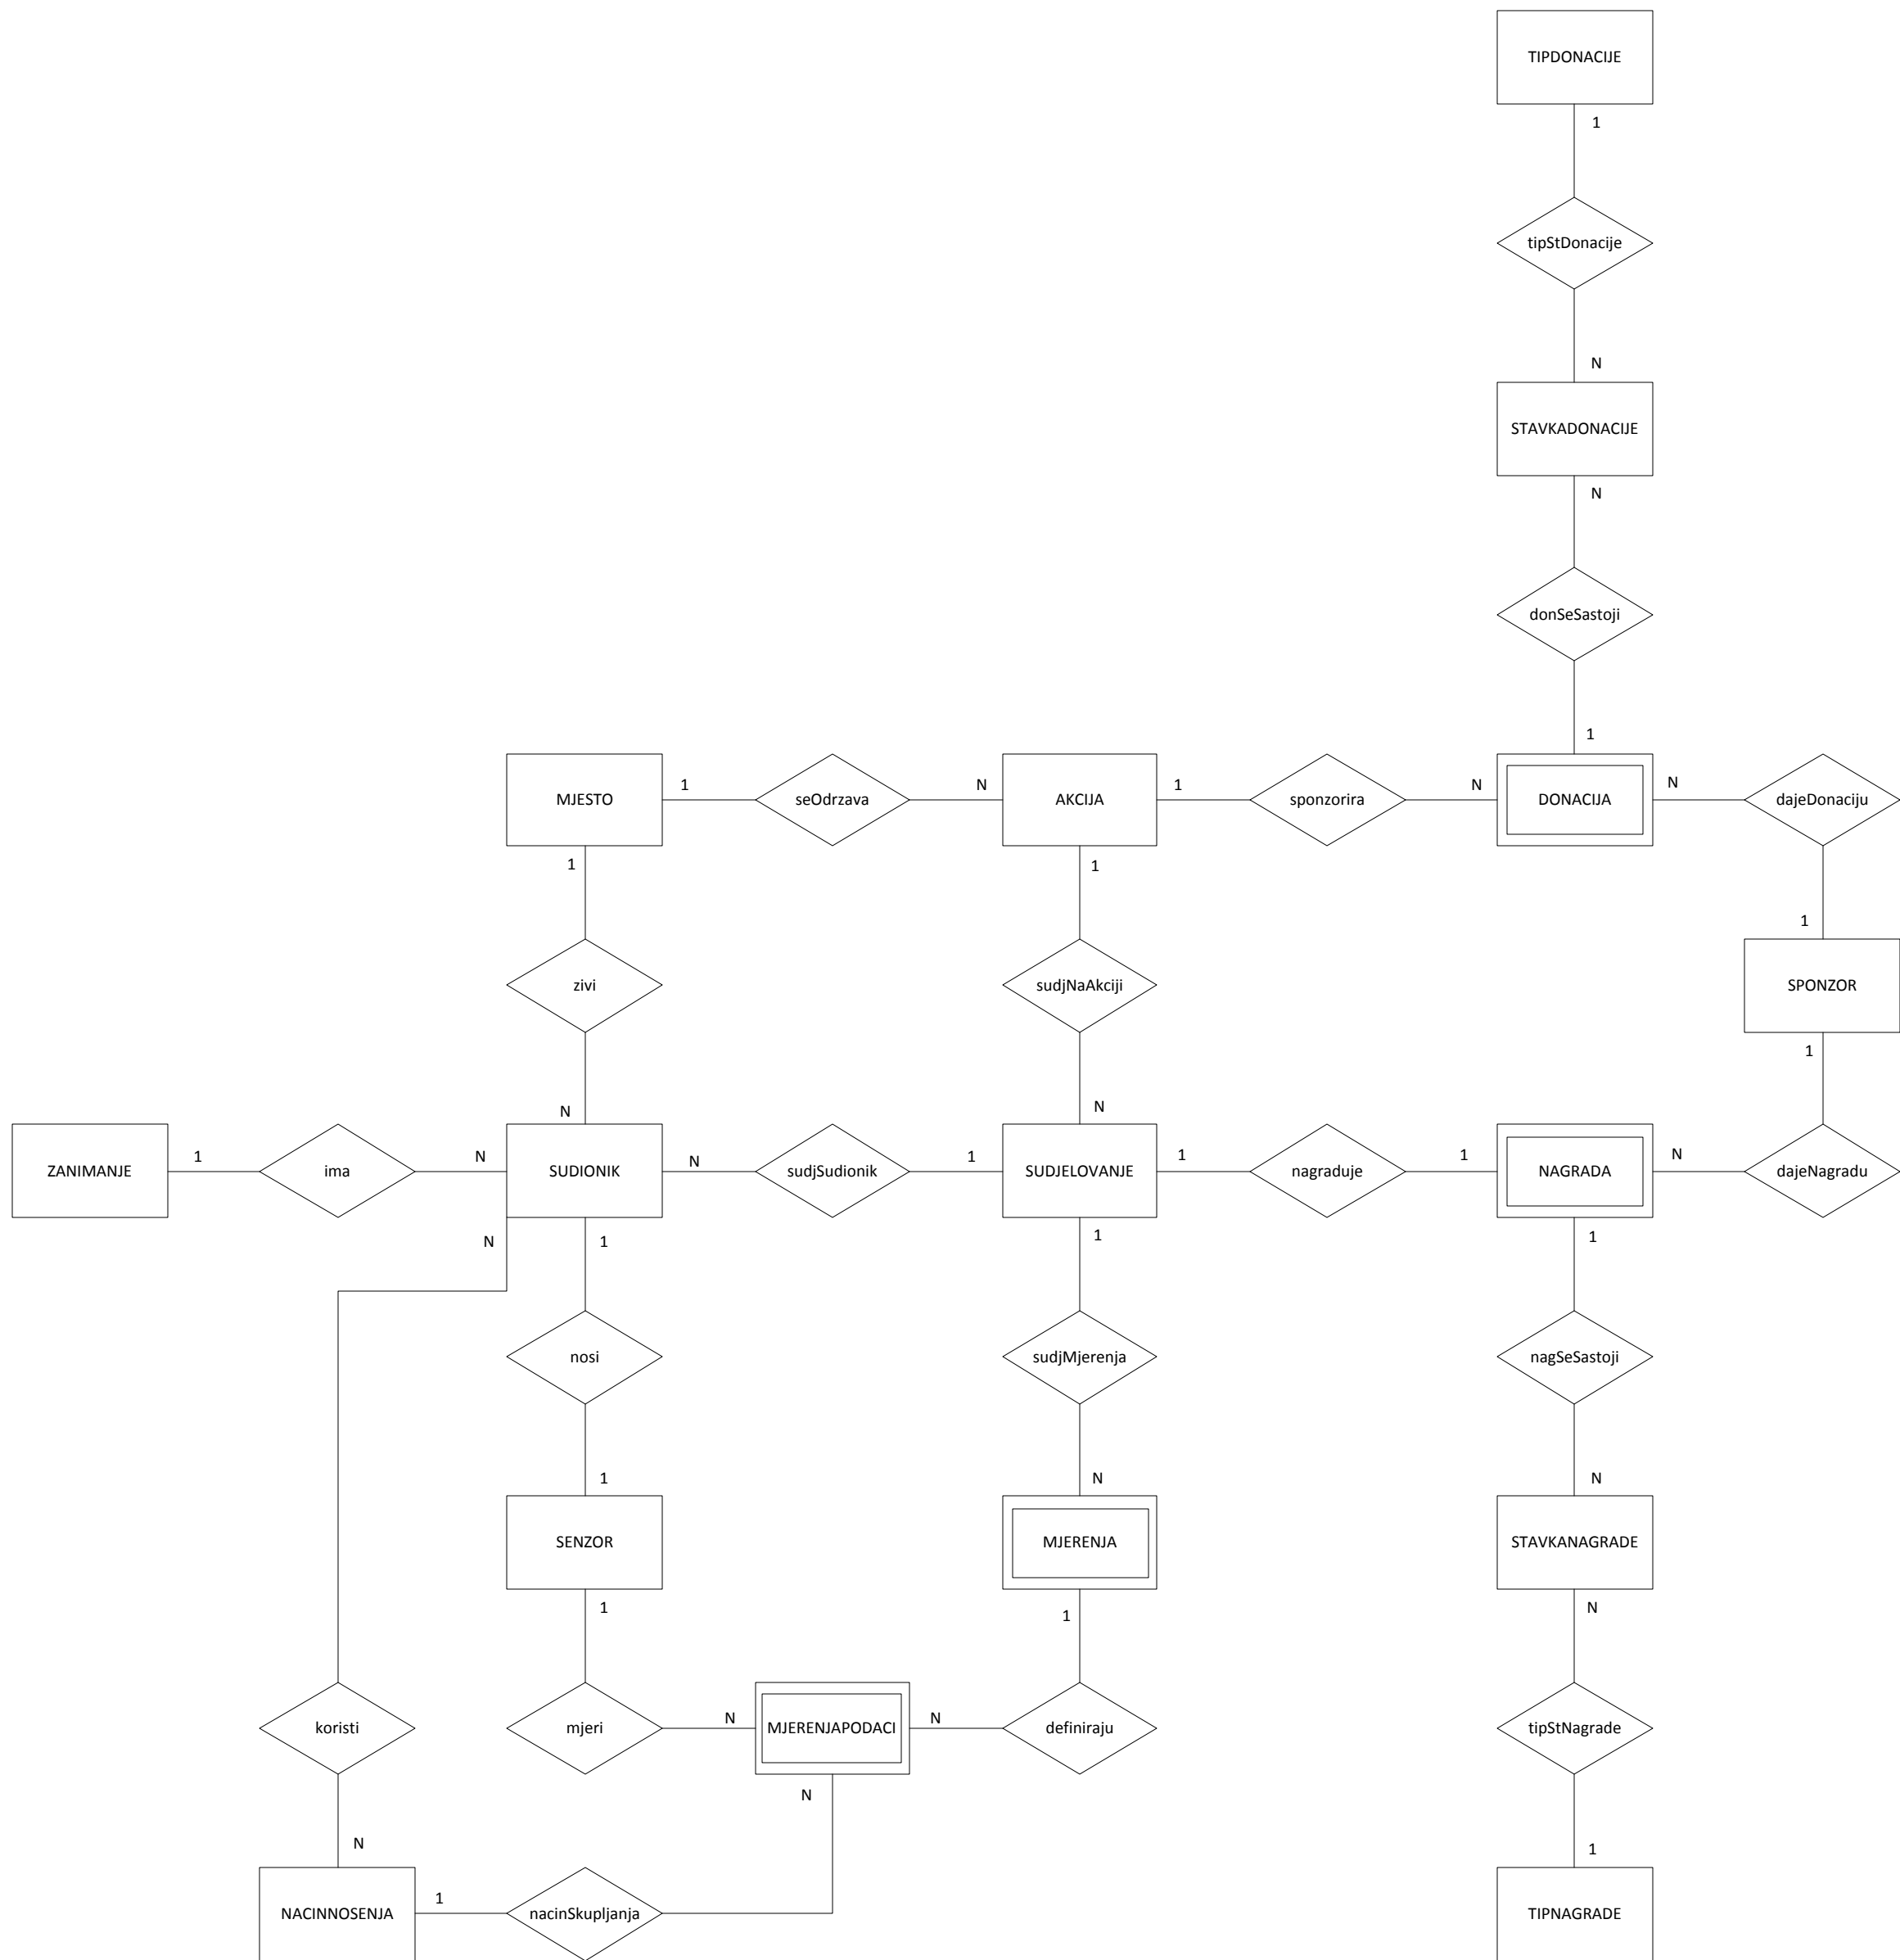 TIPDONACIJE
1
tipStDonacije
N
STAVKADONACIJE
N
donSeSastoji
1
MJESTO
1
seOdrzava
N
AKCIJA
1
sponzorira
N
DONACIJA
N
dajeDonaciju
1
1
1
zivi
sudjNaAkciji
SPONZOR
1
N
N
ZANIMANJE
1
ima
N
SUDIONIK
N
sudjSudionik
1
SUDJELOVANJE
1
nagraduje
1
NAGRADA
N
dajeNagradu
N
1
1
1
nosi
sudjMjerenja
nagSeSastoji
1
N
N
SENZOR
MJERENJA
STAVKANAGRADE
1
1
N
koristi
mjeri
N
MJERENJAPODACI
N
definiraju
tipStNagrade
N
N
1
NACINNOSENJA
1
nacinSkupljanja
TIPNAGRADE